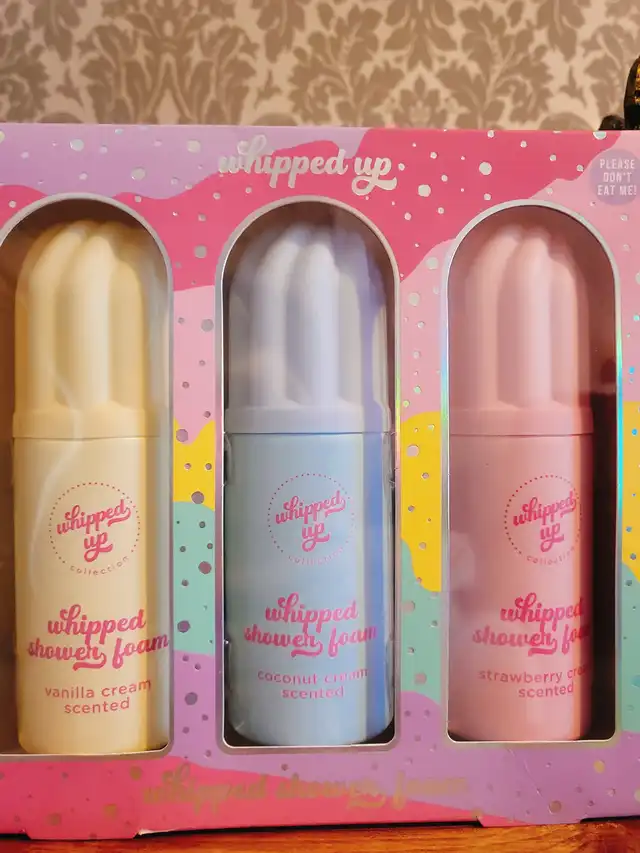 whipped up
PLEASE
DON'T
EAT ME!
whipped
up
collection
whipped
shower foam
vanilla cream
scented
whipped
up
collection
whipped
shower foam
coconut cream
scented
whipped
up
collection
whipped
shower foam
strawberry cream
scented
whipped shower foam